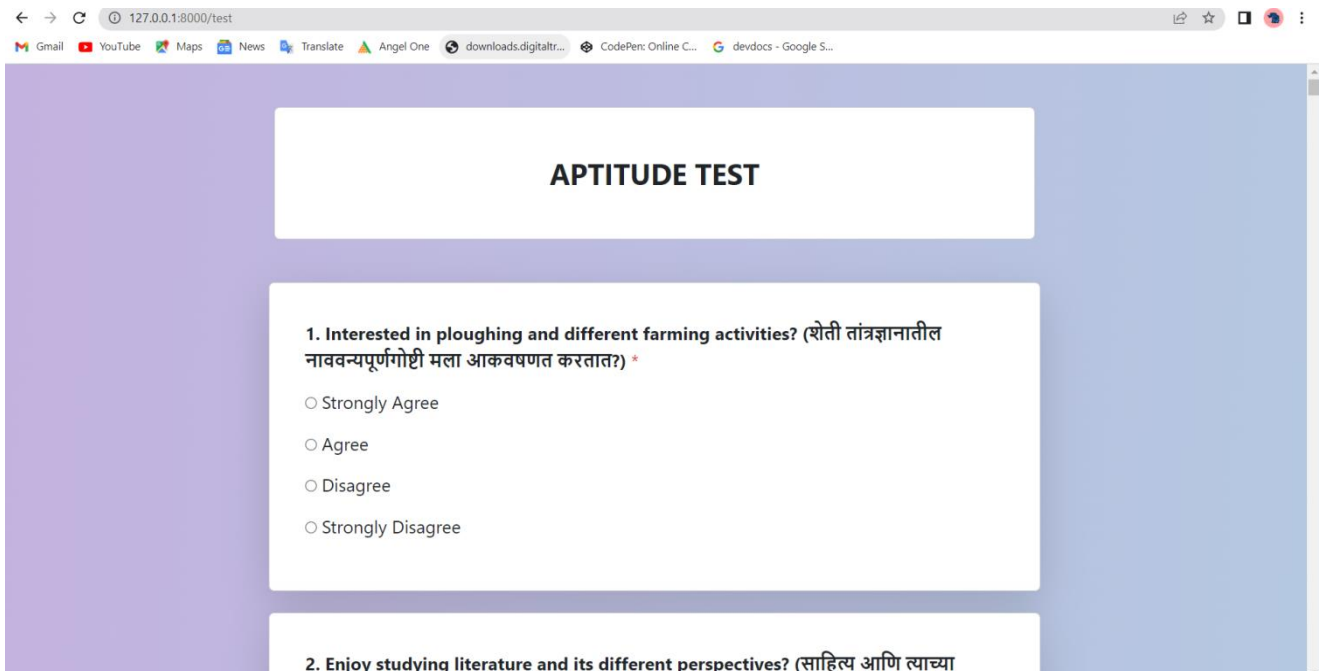 127.0.0.1:8000/test
Gmail YouTube Maps News Translate Angel One downloads.digitaltr... CodePen: Online C... devdocs - Google S...
APTITUDE TEST
1. Interested in ploughing and different farming activities? (शेती तांत्रज्ञानातील
नाववन्यपूर्णगोष्टी मला आकवषणत करतात?) *
Strongly Agree
Agree
Disagree
Strongly Disagree
2. Enjoy studying literature and its different perspectives? (साहित्य आणि त्याच्या